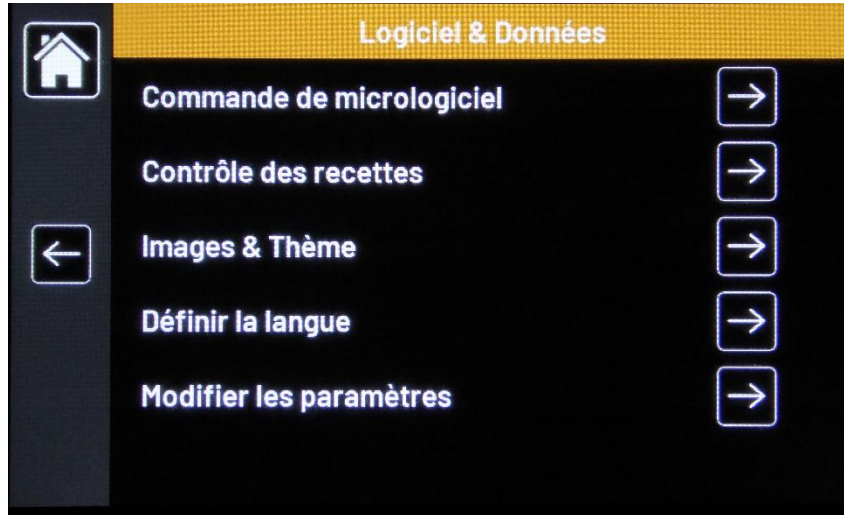 Logiciel & Données
Commande de micrologiciel
Contrôle des recettes
Images & Thème
Définir la langue
Modifier les paramètres